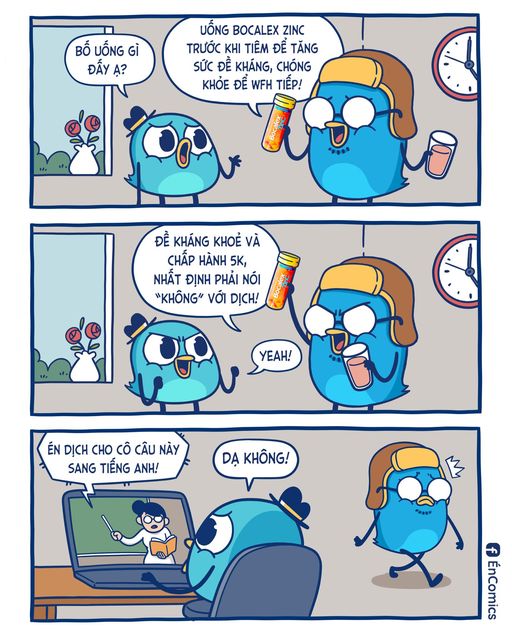 BỐ UỐNG GÌ
ĐẤY Ạ?
UỐNG BOCALEX ZINC
TRƯỚC KHI TIÊM ĐỂ TĂNG
SỨC ĐỀ KHÁNG, CHÓNG
KHỎE ĐỂ WFH TIẾP!
BOCALEX
ĐỀ KHÁNG KHOẺ VÀ
CHẤP HÀNH 5K,
NHẤT ĐỊNH PHẢI NÓI
"KHÔNG" VỚI DỊCH!
BOCALEX
YEAH!
ÉN DỊCH CHO CÔ CÂU NÀY
SANG TIẾNG ANH!
DẠ KHÔNG!
ÉnComics